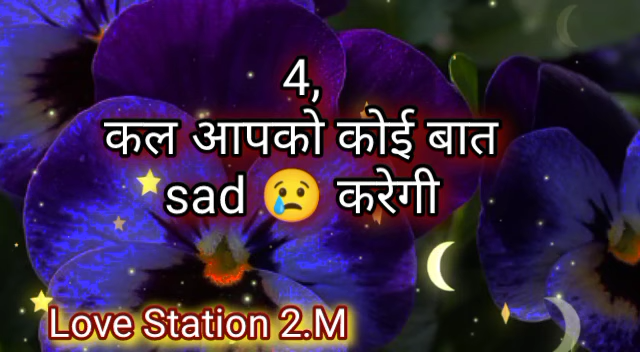 4,
कल आपको कोई बात
sad 😢 करेगी
Love Station 2.M